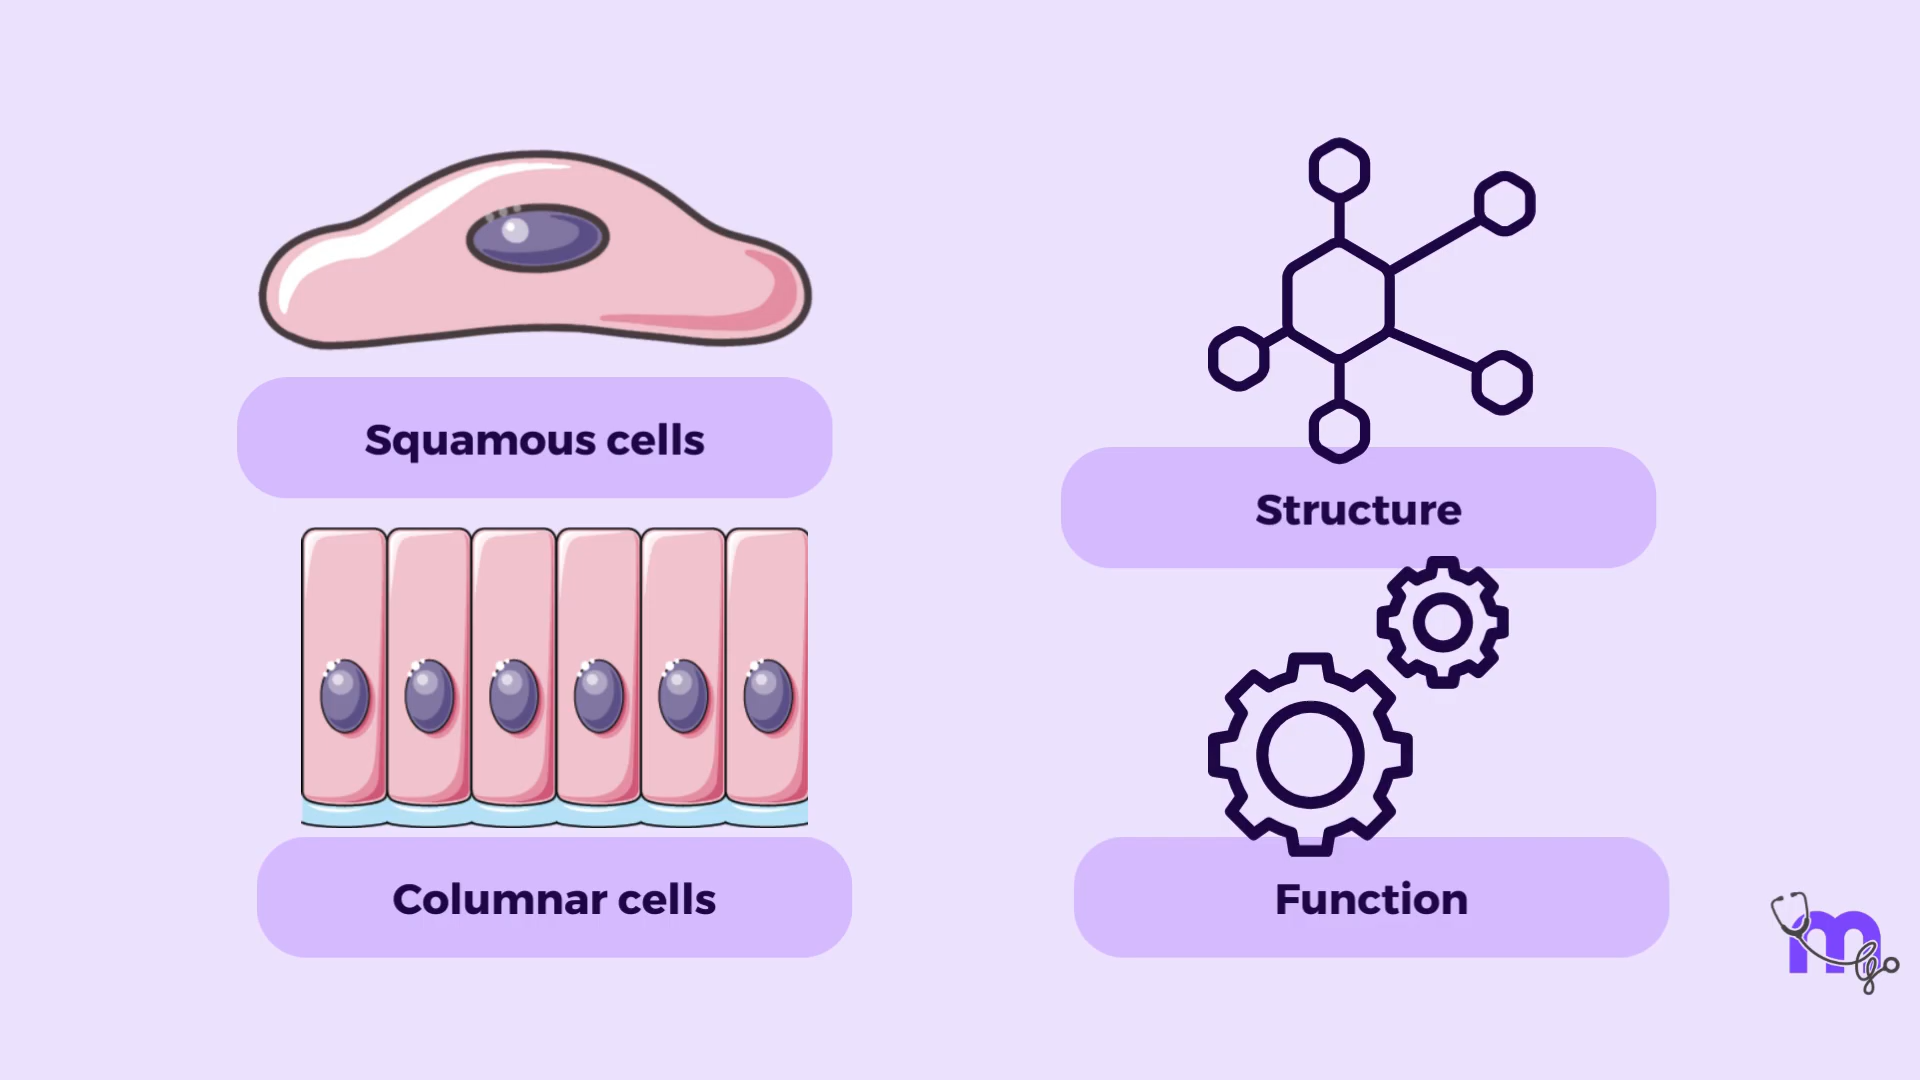 Squamous cells
Structure
Columnar cells
Function
m